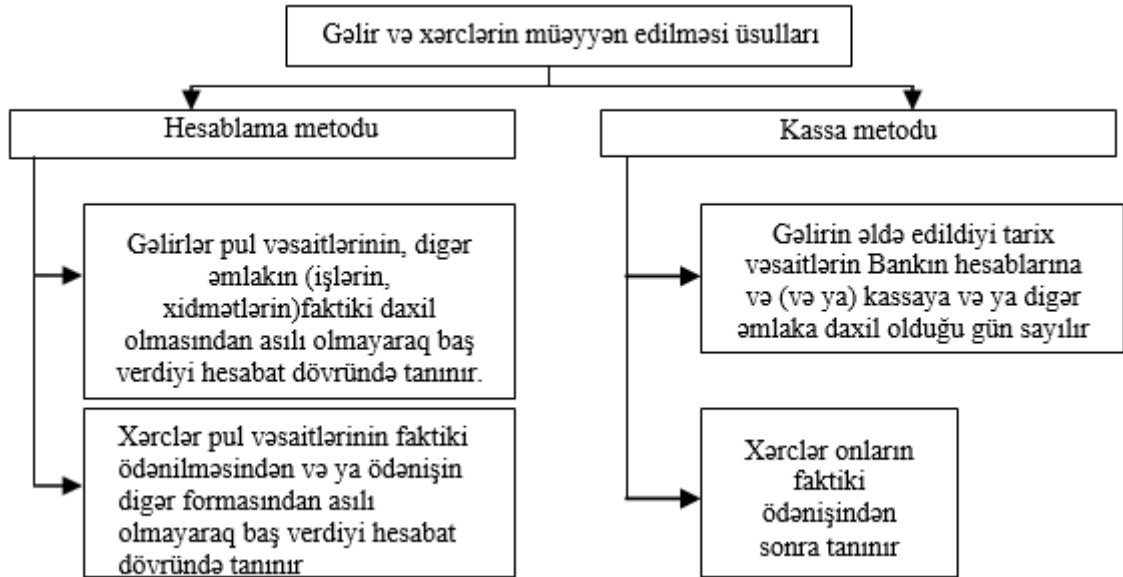 Gəlir və xərclərin müəyyən edilməsi üsulları
Hesablama metodu
Gəlirlər pul vəsaitlərinin, digər
əmlakın (işlərin,
xidmətlərin)faktiki daxil
olmasından asılı olmayaraq baş
verdiyi hesabat dövründə tanınır.
Xərclər pul vəsaitlərinin faktiki
ödənilməsindən və ya ödənişin
digər formasından asılı
olmayaraq baş verdiyi hesabat
dövründə tanınır
Kassa metodu
Gəlirin əldə edildiyi tarix
vəsaitlərin Bankın hesablarına
və (və ya) kassaya və ya digər
əmlaka daxil olduğu gün sayılır
Xərclər onların
faktiki
ödənişindən
sonra tanınır